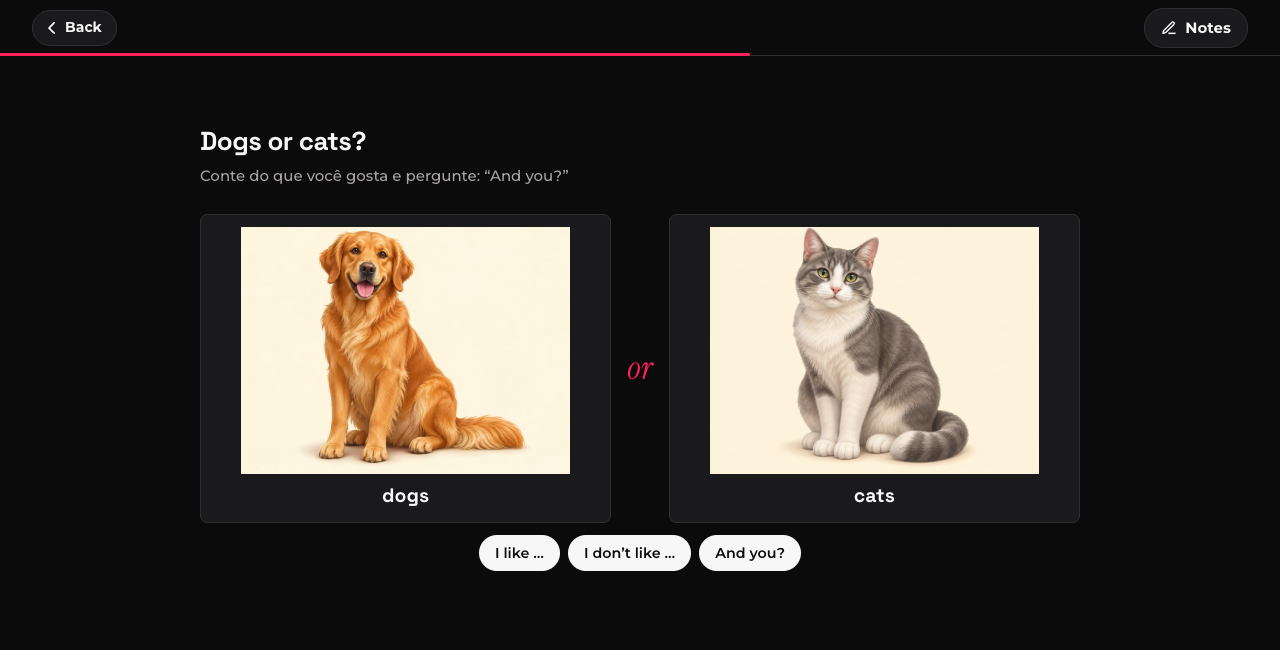 Back
Notes
Dogs or cats?
Conte do que você gosta e pergunte: “And you?”
or
dogs
cats
I like ...
I don’t like ...
And you?